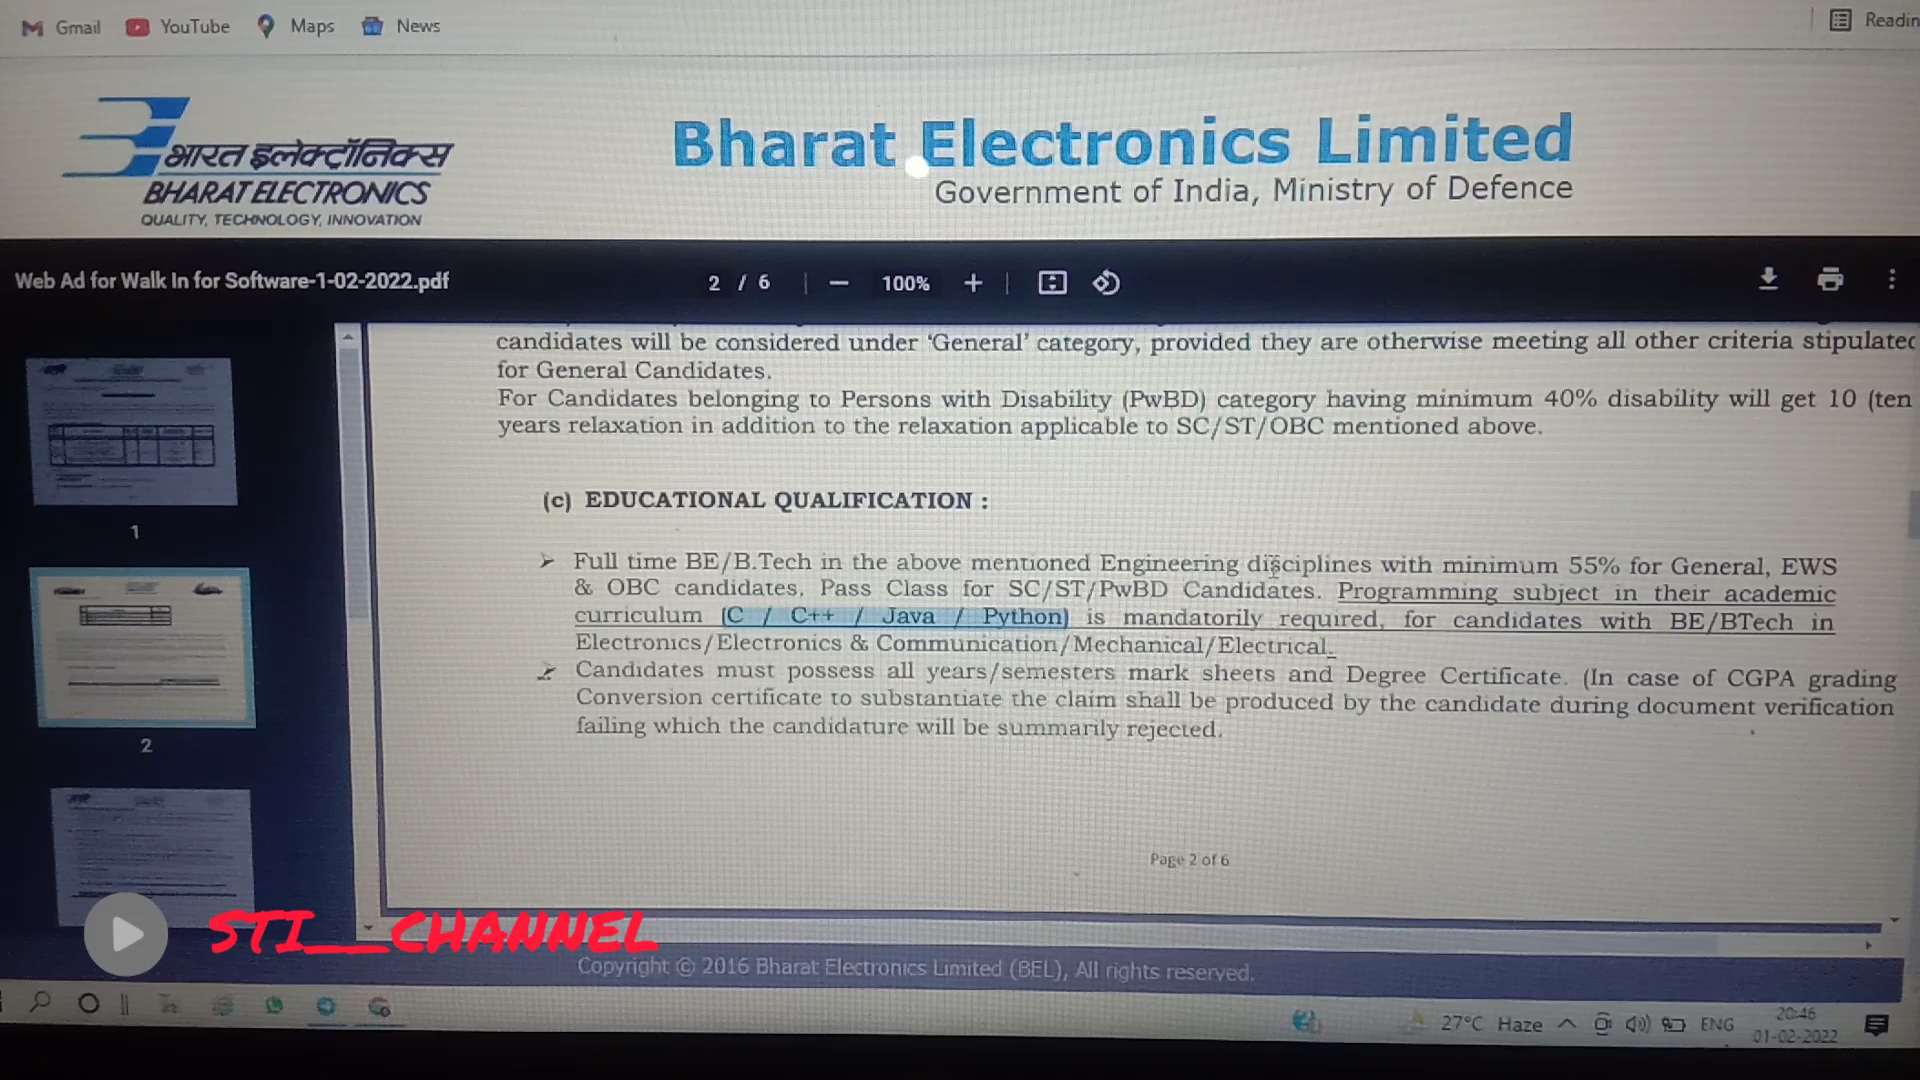 Gmail YouTube Maps News Readin
भारत इलेक्ट्रॉनिक्स
BHARAT ELECTRONICS
QUALITY, TECHNOLOGY, INNOVATION
Bharat Electronics Limited
Government of India, Ministry of Defence
Web Ad for Walk In for Software-1-02-2022.pdf 2 / 6 100%
candidates will be considered under ‘General’ category, provided they are otherwise meeting all other criteria stipulated
for General Candidates.
For Candidates belonging to Persons with Disability (PwBD) category having minimum 40% disability will get 10 (ten
years relaxation in addition to the relaxation applicable to SC/ST/OBC mentioned above.
(c) EDUCATIONAL QUALIFICATION :
➢ Full time BE/B.Tech in the above mentioned Engineering disciplines with minimum 55% for General, EWS
& OBC candidates, Pass Class for SC/ST/PwBD Candidates. Programming subject in their academic
curriculum (C / C++ / Java / Python) is mandatorily required, for candidates with BE/BTech in
Electronics/Electronics & Communication/Mechanical/Electrical.
➢ Candidates must possess all years/semesters mark sheets and Degree Certificate. (In case of CGPA grading
Conversion certificate to substantiate the claim shall be produced by the candidate during document verification
failing which the candidature will be summarily rejected.
Page 2 of 6
1
2
STI__CHANNEL
Copyright © 2016 Bharat Electronics Limited (BEL), All rights reserved.
27°C Haze ENG 20:46
01-02-2022